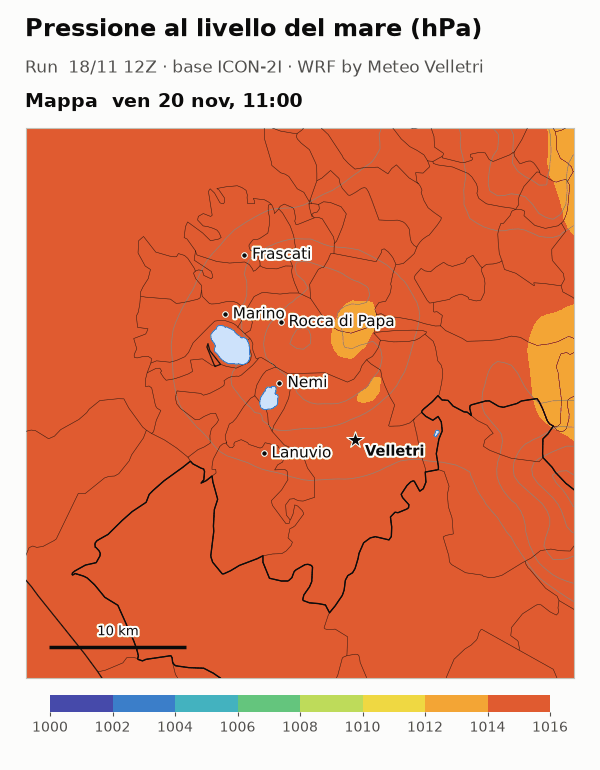 Pressione al livello del mare (hPa)
Run  18/11 12Z · base ICON-2I · WRF by Meteo Velletri
Mappa  ven 20 nov, 11:00
Frascati
Marino
Rocca di Papa
Nemi
Velletri
Lanuvio
10 km
1000 1002 1004 1006 1008 1010 1012 1014 1016